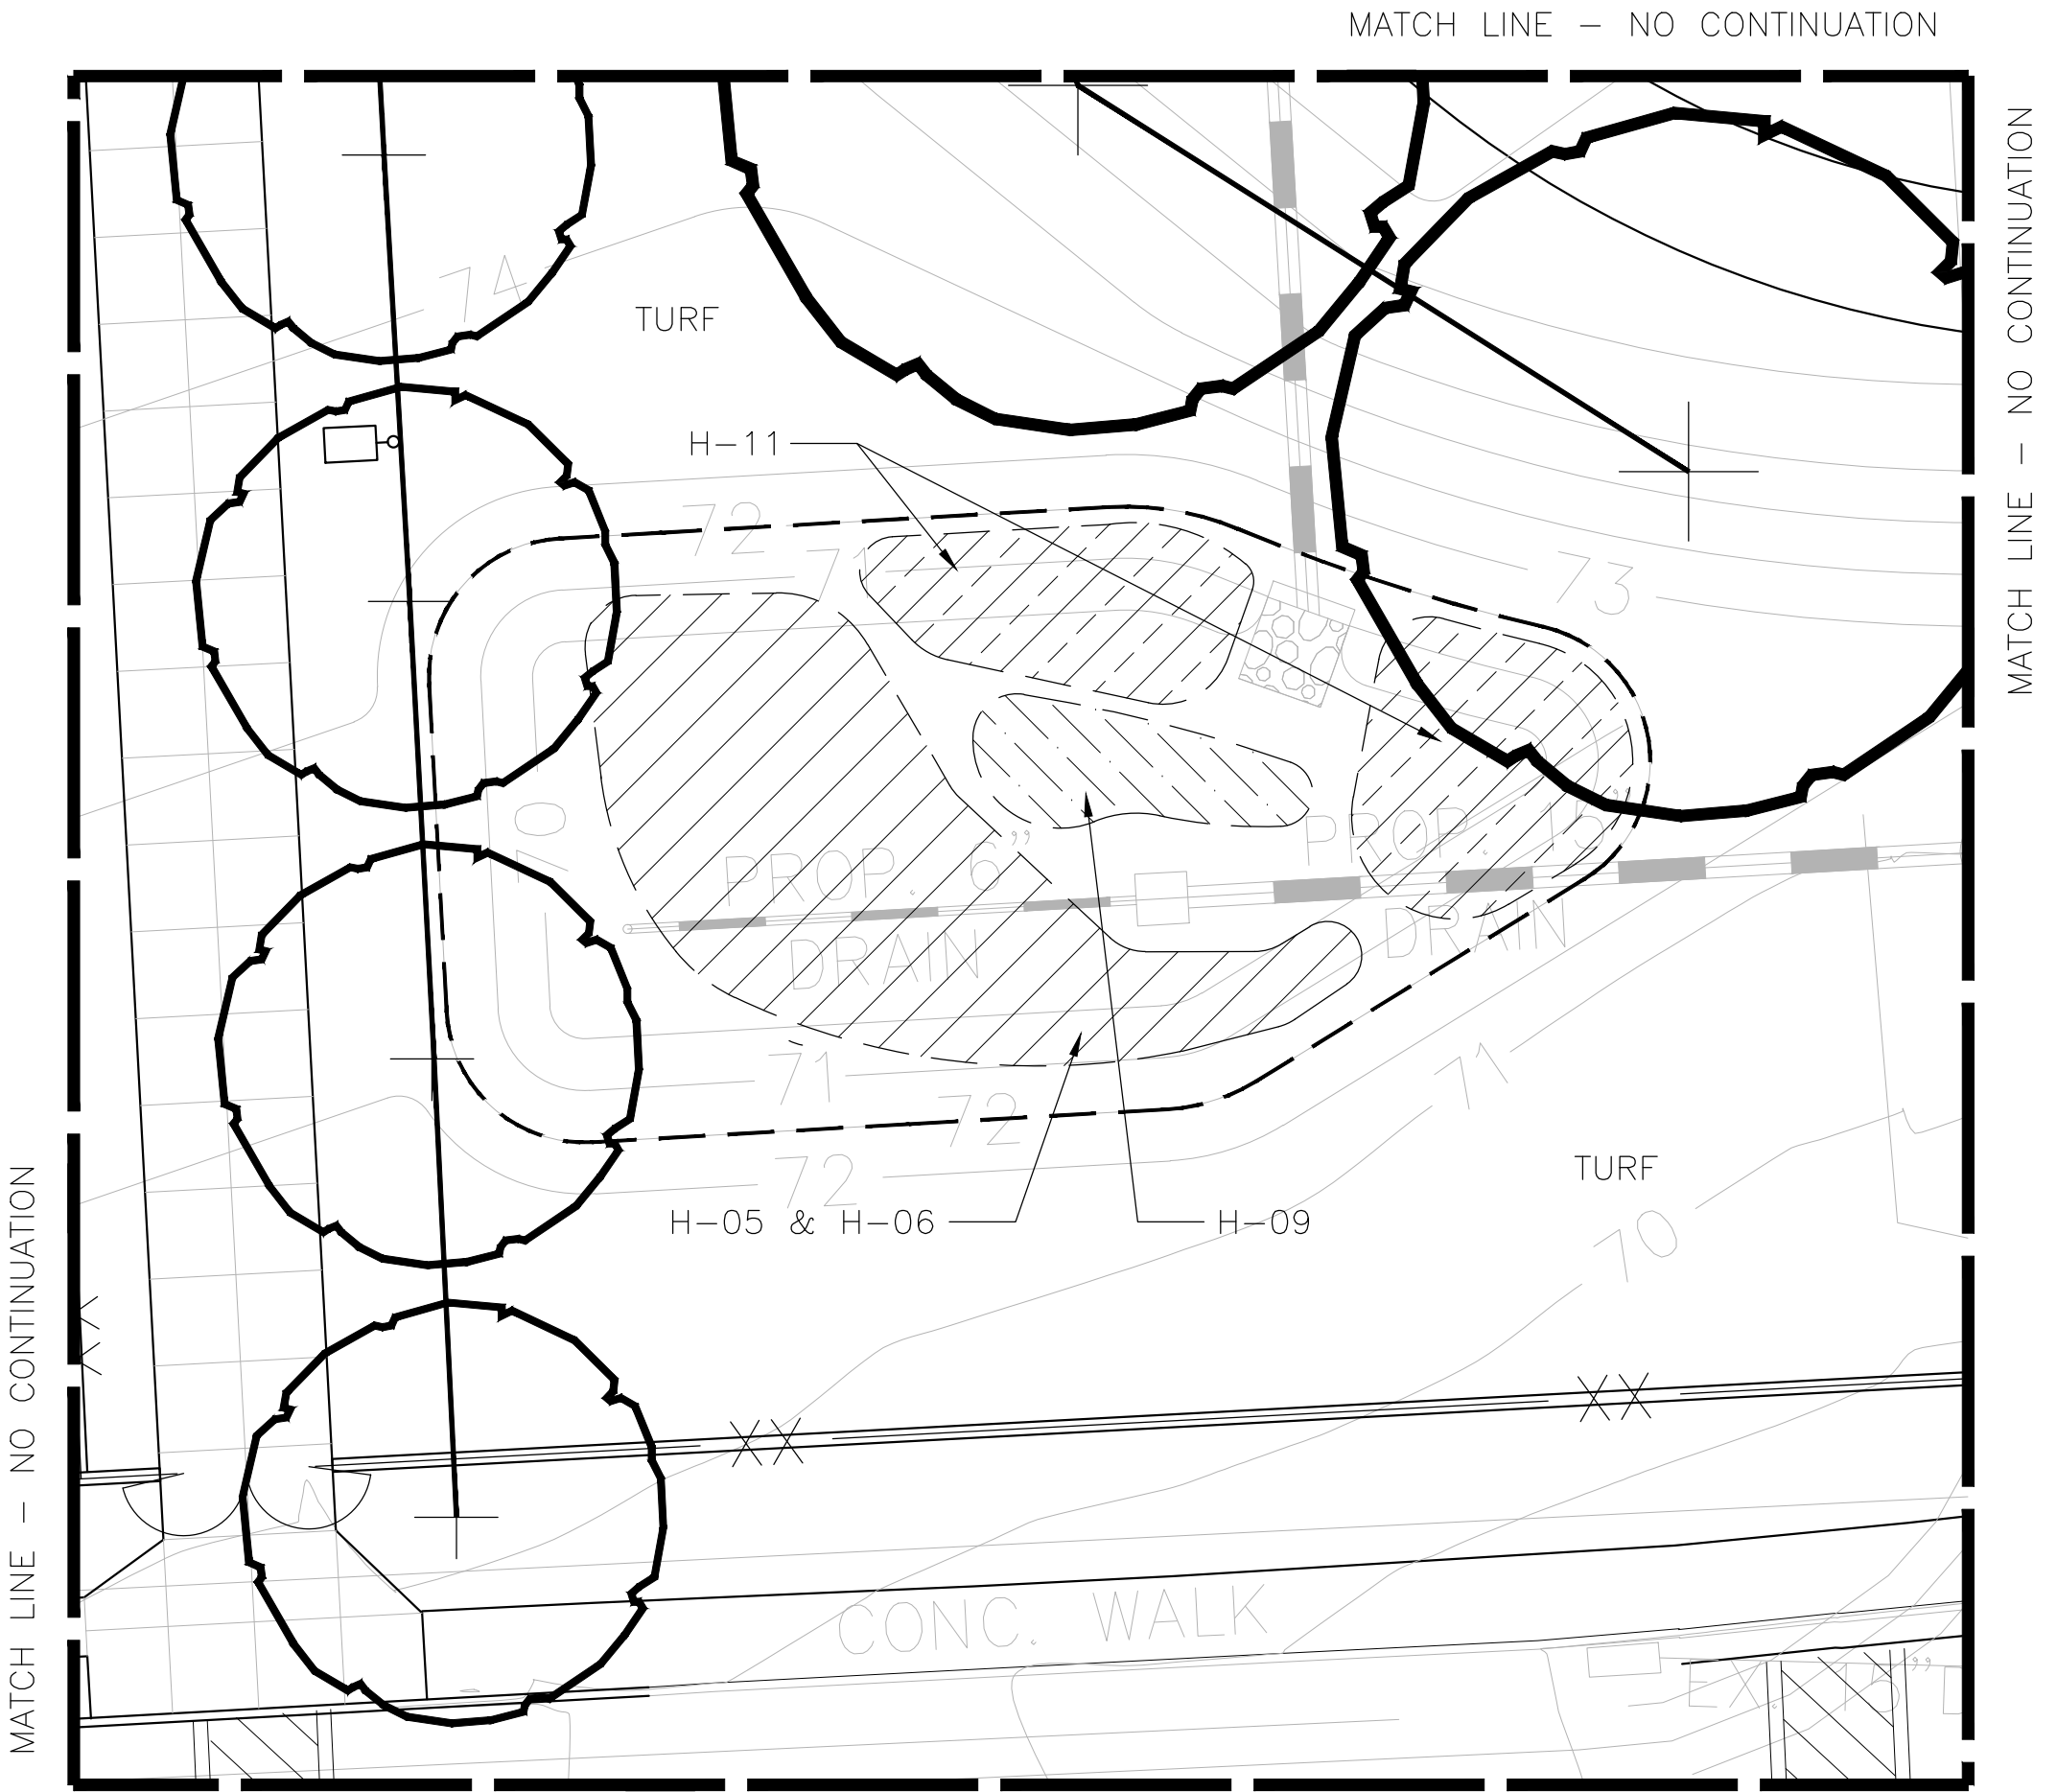 MATCH LINE – NO CONTINUATION
MATCH LINE – NO CONTINUATION
74
TURF
H–11
72
71
73
70
PROP. 6”
DRAIN
PROP. 15”
DRAIN
71
72
71
72
TURF
H–05 & H–06
H–09
70
MATCH LINE – NO CONTINUATION
CONC. WALK
EX.